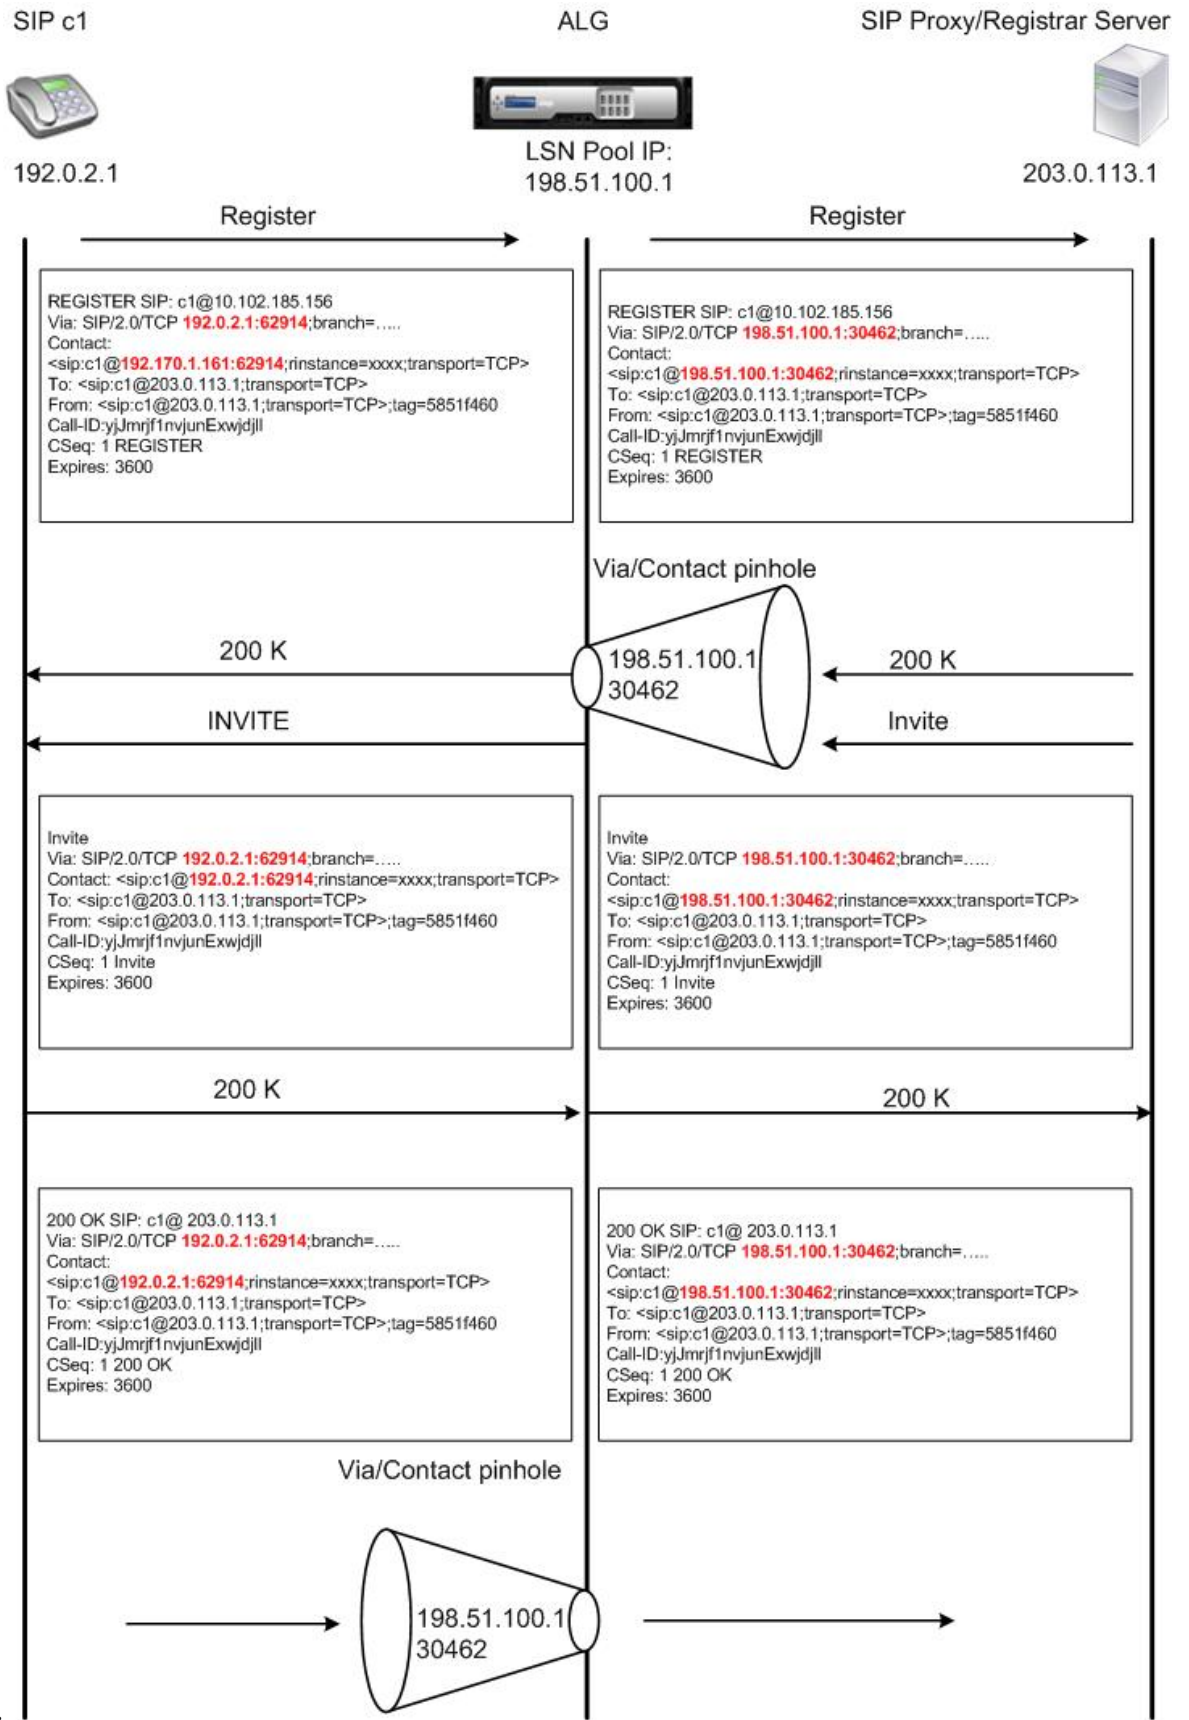 SIP c1
ALG
SIP Proxy/Registrar Server
LSN Pool IP:
198.51.100.1
192.0.2.1
203.0.113.1
Register
Register
REGISTER SIP: c1@10.102.185.156
Via: SIP/2.0/TCP 192.0.2.1:62914;branch=.....
Contact:
<sip:c1@192.170.1.161:62914;rinstance=xxxx;transport=TCP>
To: <sip:c1@203.0.113.1;transport=TCP>
From: <sip:c1@203.0.113.1;transport=TCP>;tag=5851f460
Call-ID:yjJmrjf1nvjunExwjdjll
CSeq: 1 REGISTER
Expires: 3600
REGISTER SIP: c1@10.102.185.156
Via: SIP/2.0/TCP 198.51.100.1:30462;branch=.....
Contact:
<sip:c1@198.51.100.1:30462;rinstance=xxxx;transport=TCP>
To: <sip:c1@203.0.113.1;transport=TCP>
From: <sip:c1@203.0.113.1;transport=TCP>;tag=5851f460
Call-ID:yjJmrjf1nvjunExwjdjll
CSeq: 1 REGISTER
Expires: 3600
Via/Contact pinhole
200 K
198.51.100.1
30462
200 K
INVITE
Invite
Invite
Via: SIP/2.0/TCP 192.0.2.1:62914;branch=.....
Contact: <sip:c1@192.0.2.1:62914;rinstance=xxxx;transport=TCP>
To: <sip:c1@203.0.113.1;transport=TCP>
From: <sip:c1@203.0.113.1;transport=TCP>;tag=5851f460
Call-ID:yjJmrjf1nvjunExwjdjll
CSeq: 1 Invite
Expires: 3600
Invite
Via: SIP/2.0/TCP 198.51.100.1:30462;branch=.....
Contact:
<sip:c1@198.51.100.1:30462;rinstance=xxxx;transport=TCP>
To: <sip:c1@203.0.113.1;transport=TCP>
From: <sip:c1@203.0.113.1;transport=TCP>;tag=5851f460
Call-ID:yjJmrjf1nvjunExwjdjll
CSeq: 1 Invite
Expires: 3600
200 K
200 K
200 OK SIP: c1@ 203.0.113.1
Via: SIP/2.0/TCP 192.0.2.1:62914;branch=.....
Contact:
<sip:c1@192.0.2.1:62914;rinstance=xxxx;transport=TCP>
To: <sip:c1@203.0.113.1;transport=TCP>
From: <sip:c1@203.0.113.1;transport=TCP>;tag=5851f460
Call-ID:yjJmrjf1nvjunExwjdjll
CSeq: 1 200 OK
Expires: 3600
200 OK SIP: c1@ 203.0.113.1
Via: SIP/2.0/TCP 198.51.100.1:30462;branch=.....
Contact:
<sip:c1@198.51.100.1:30462;rinstance=xxxx;transport=TCP>
To: <sip:c1@203.0.113.1;transport=TCP>
From: <sip:c1@203.0.113.1;transport=TCP>;tag=5851f460
Call-ID:yjJmrjf1nvjunExwjdjll
CSeq: 1 200 OK
Expires: 3600
Via/Contact pinhole
198.51.100.1
30462